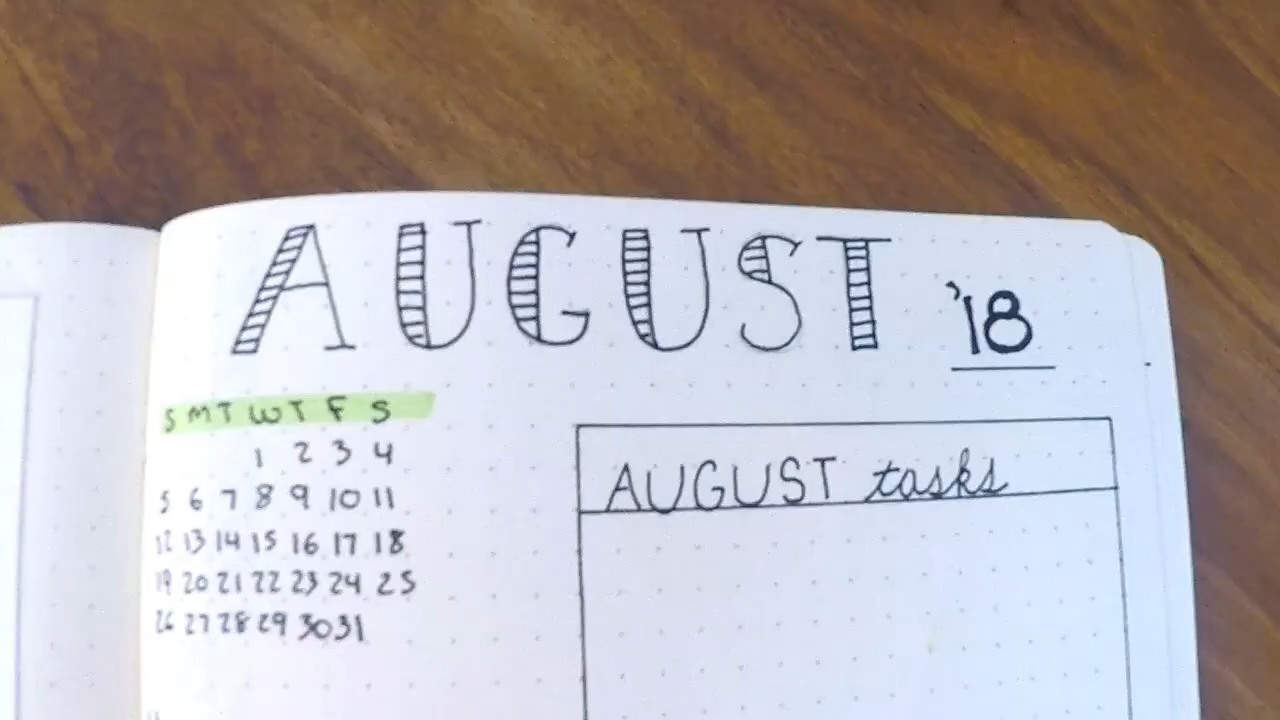 AUGUST '18
S M T W T F S
1 2 3 4
5 6 7 8 9 10 11
12 13 14 15 16 17 18
19 20 21 22 23 24 25
26 27 28 29 30 31
AUGUST tasks